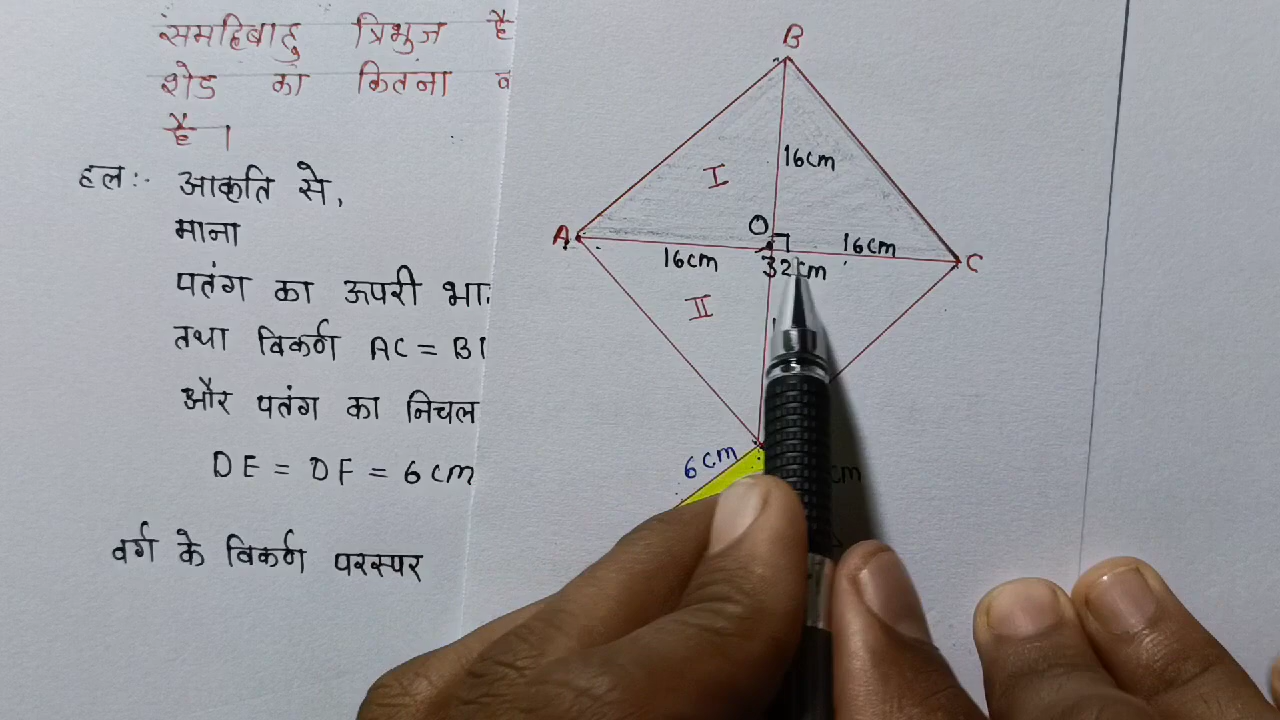 समद्विबाहु त्रिभुज है
शेड का कितना
है।
हल:- आकृति से,
माना
पतंग का ऊपरी भा
तथा विकर्ण AC = B
और पतंग का निचल
DE = DF = 6 cm
वर्ग के विकर्ण परस्पर
B
16cm
I
O
A
16cm
16cm
C
32cm
II
6cm
cm